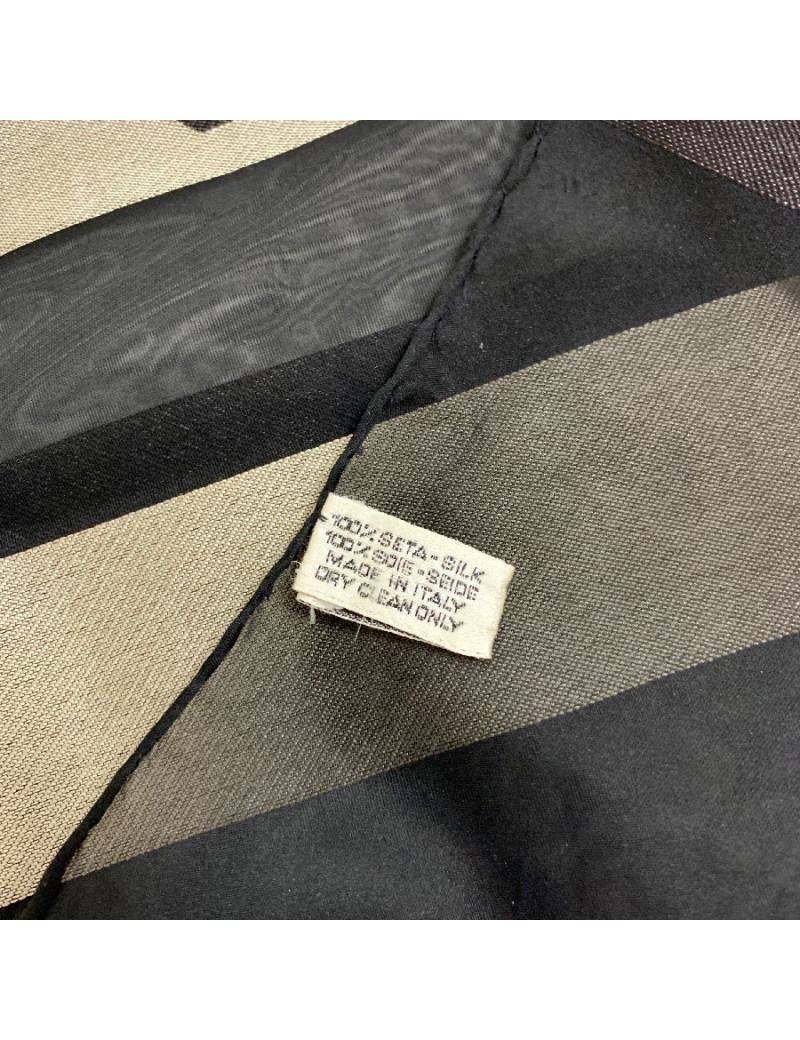 100% SETA - SILK
100% SOIE - SEIDE
MADE IN ITALY
DRY CLEAN ONLY